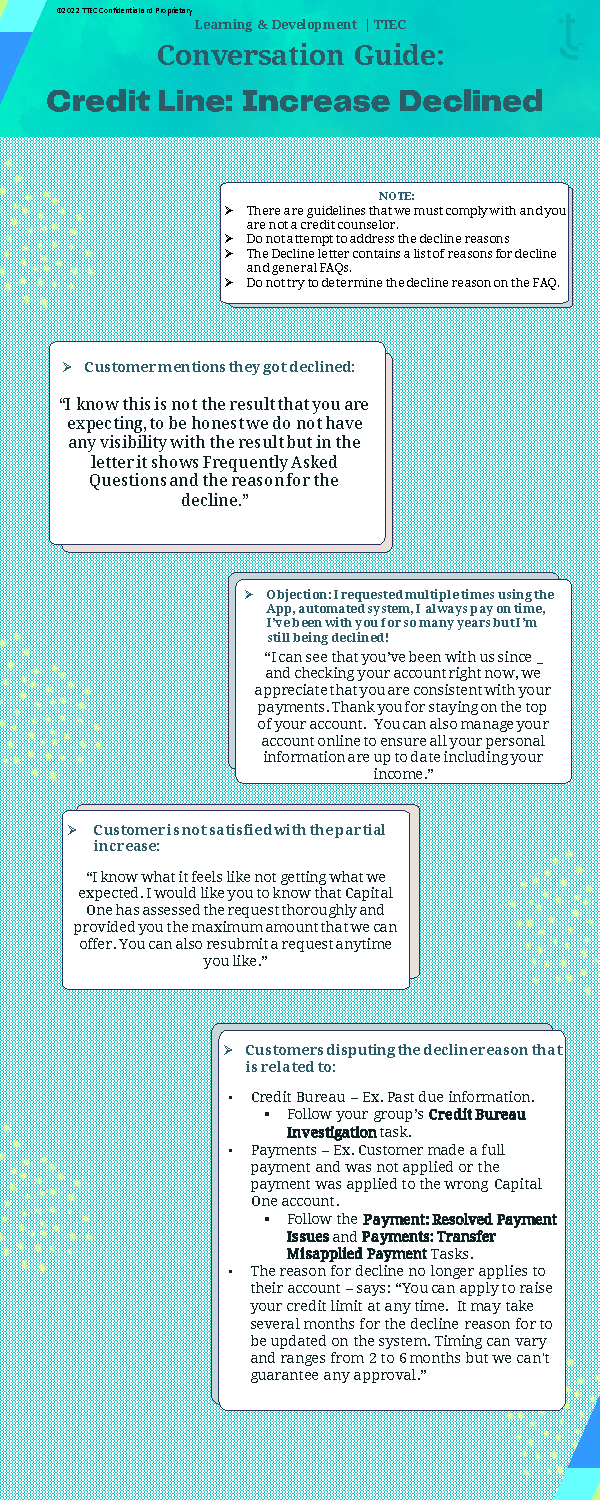 ©2022 TTEC Confidential and Proprietary
Learning & Development | TTEC
Conversation Guide:
Credit Line: Increase Declined
NOTE:
➢ There are guidelines that we must comply with and you
are not a credit counselor.
➢ Do not attempt to address the decline reasons
➢ The Decline letter contains a list of reasons for decline
and general FAQs.
➢ Do not try to determine the decline reason on the FAQ.
➢ Customer mentions they got declined:
“I know this is not the result that you are
expecting, to be honest we do not have
any visibility with the result but in the
letter it shows Frequently Asked
Questions and the reason for the
decline.”
➢ Objection: I requested multiple times using the
App, automated system, I always pay on time,
I’ve been with you for so many years but I’m
still being declined!
“I can see that you’ve been with us since _
and checking your account right now, we
appreciate that you are consistent with your
payments. Thank you for staying on the top
of your account. You can also manage your
account online to ensure all your personal
information are up to date including your
income.”
➢ Customer is not satisfied with the partial
increase:
“I know what it feels like not getting what we
expected. I would like you to know that Capital
One has assessed the request thoroughly and
provided you the maximum amount that we can
offer. You can also resubmit a request anytime
you like.”
➢ Customers disputing the decline reason that
is related to:
• Credit Bureau – Ex. Past due information.
▪ Follow your group’s Credit Bureau
Investigation task.
• Payments – Ex. Customer made a full
payment and was not applied or the
payment was applied to the wrong Capital
One account.
▪ Follow the Payment: Resolved Payment
Issues and Payments: Transfer
Misapplied Payment Tasks.
• The reason for decline no longer applies to
their account – says: “You can apply to raise
your credit limit at any time. It may take
several months for the decline reason for to
be updated on the system. Timing can vary
and ranges from 2 to 6 months but we can't
guarantee any approval.”